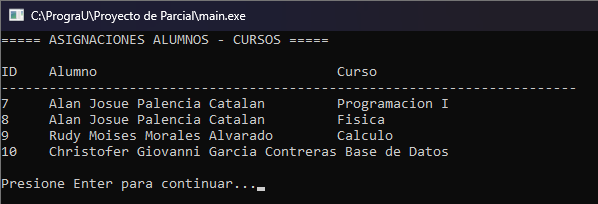 C:\PrograU\Proyecto de Parcial\main.exe
===== ASIGNACIONES ALUMNOS - CURSOS =====
ID Alumno Curso
------------------------------------------------------------------------
7 Alan Josue Palencia Catalan Programacion I
8 Alan Josue Palencia Catalan Fisica
9 Rudy Moises Morales Alvarado Calculo
10 Christofer Giovanni Garcia Contreras Base de Datos
Presione Enter para continuar...